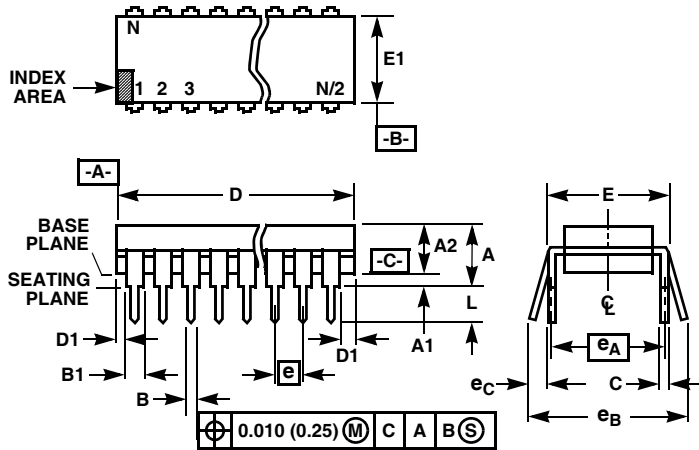 N
INDEX
AREA
1 2 3 N/2
E1
-B-
-A-
D
E
BASE
PLANE
A2
A
-C-
SEATING
PLANE
L
C
L
D1
A1
D1
e
eA
B1
eC
C
B
eB
0.010 (0.25) M C A B S